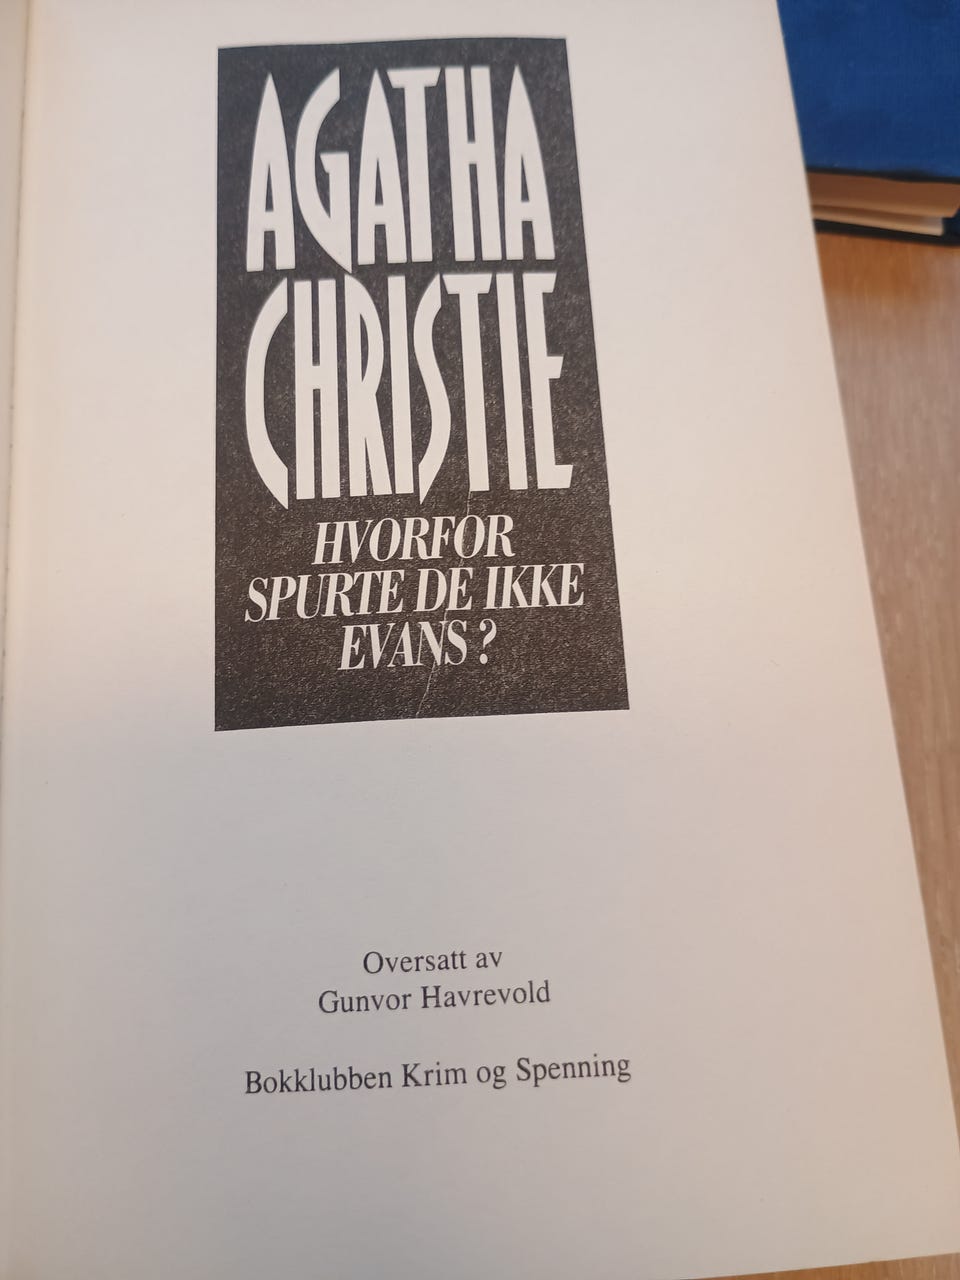 AGATHA
CHRISTIE
HVORFOR
SPURTE DE IKKE
EVANS ?
Oversatt av
Gunvor Havrevold
Bokklubben Krim og Spenning